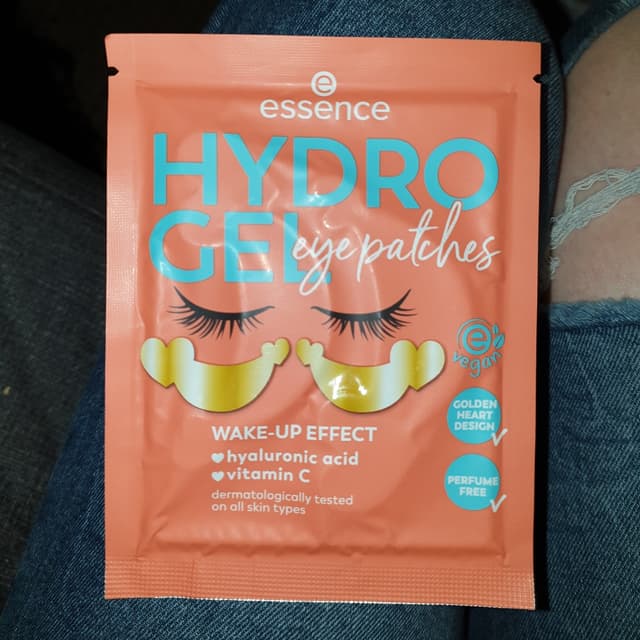 e
essence
HYDRO
GEL
eye patches
e
vegan
WAKE-UP EFFECT
hyaluronic acid
vitamin C
dermatologically tested
on all skin types
GOLDEN
HEART
DESIGN
PERFUME
FREE